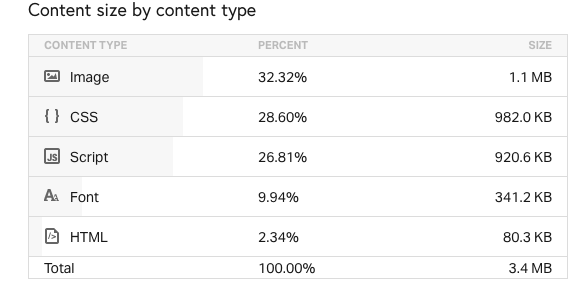 Content size by content type
CONTENT TYPE PERCENT SIZE
Image 32.32% 1.1 MB
{ } CSS 28.60% 982.0 KB
JS Script 26.81% 920.6 KB
AA Font 9.94% 341.2 KB
</> HTML 2.34% 80.3 KB
Total 100.00% 3.4 MB